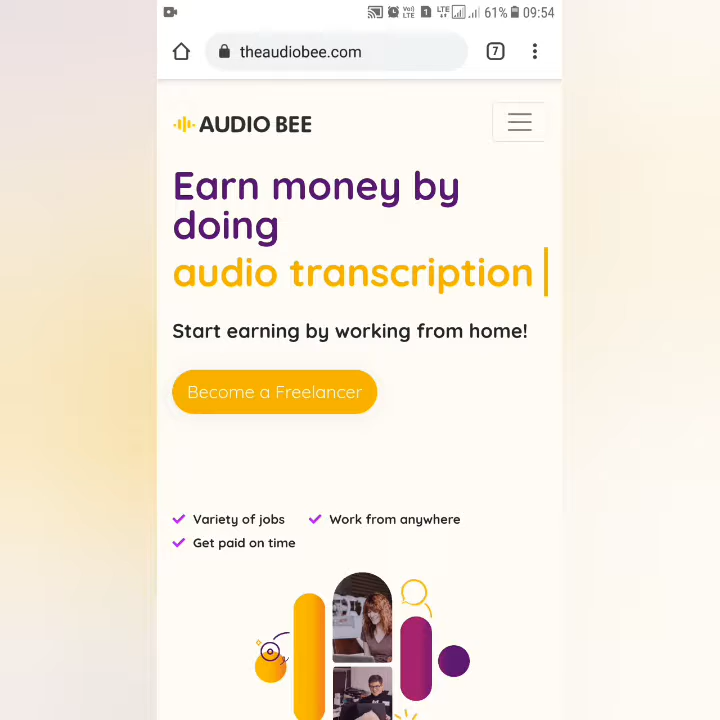 61% 09:54
theaudiobee.com
7
AUDIO BEE
Earn money by
doing
audio transcription
Start earning by working from home!
Become a Freelancer
Variety of jobs Work from anywhere
Get paid on time